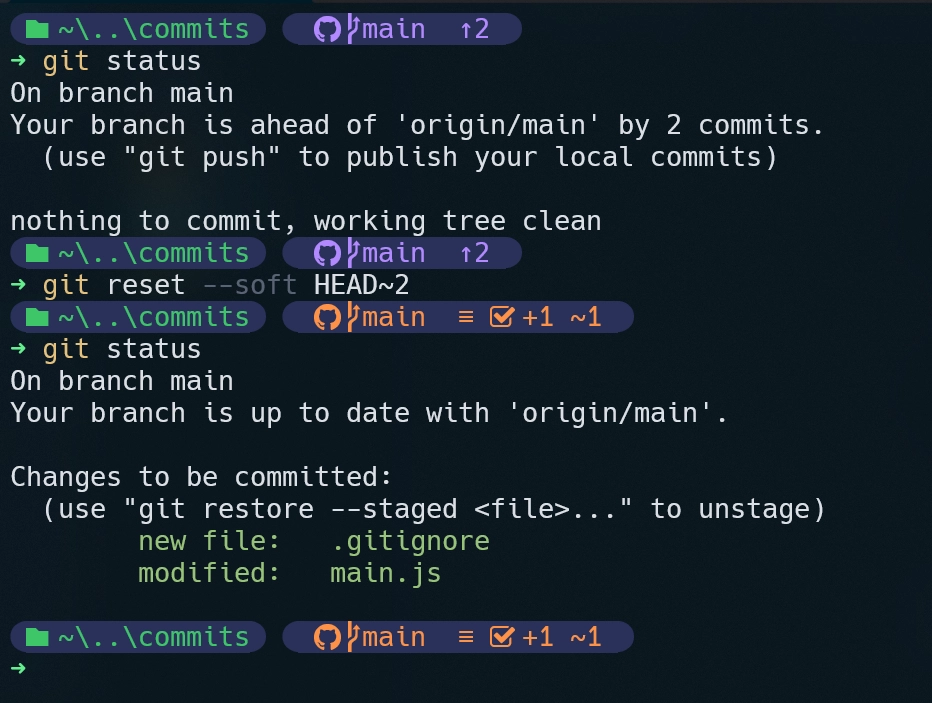 ~\..\commits main ↑2
➜ git status
On branch main
Your branch is ahead of 'origin/main' by 2 commits.
  (use "git push" to publish your local commits)

nothing to commit, working tree clean
~\..\commits main ↑2
➜ git reset --soft HEAD~2
~\..\commits main ≡ +1 ~1
➜ git status
On branch main
Your branch is up to date with 'origin/main'.

Changes to be committed:
  (use "git restore --staged <file>..." to unstage)
        new file:   .gitignore
        modified:   main.js

~\..\commits main ≡ +1 ~1
➜